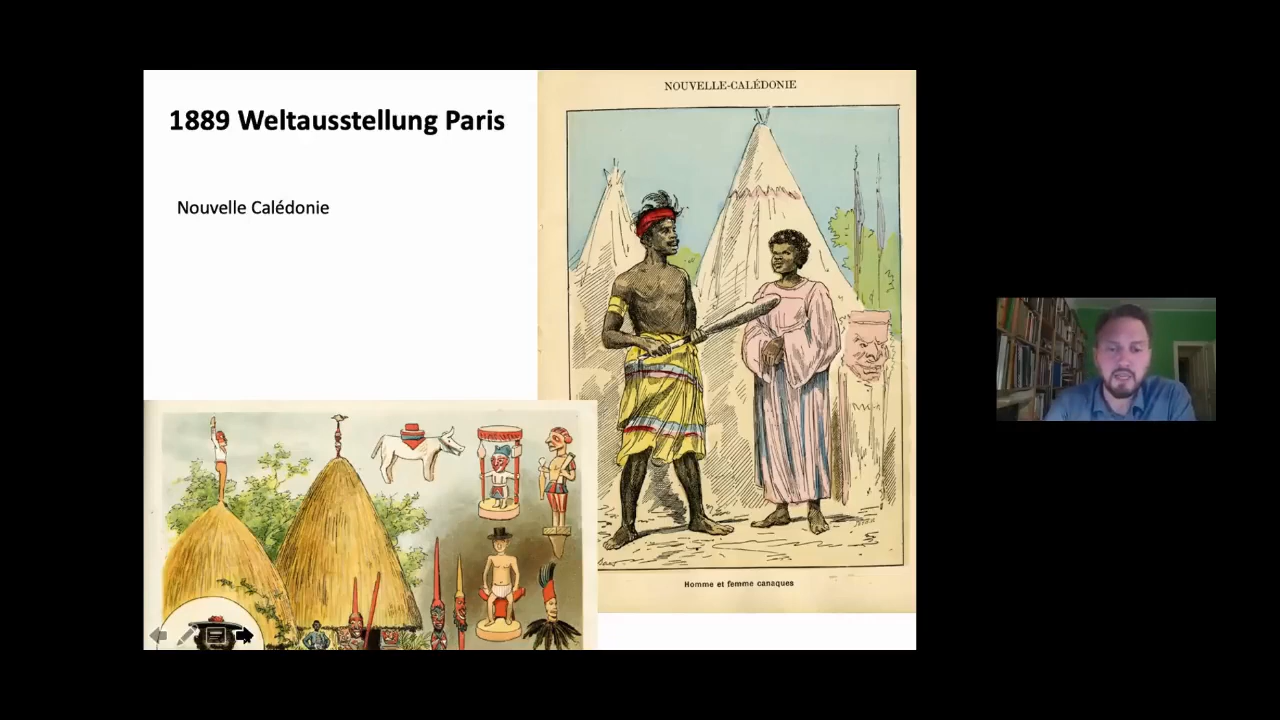 1889 Weltausstellung Paris
Nouvelle Calédonie
NOUVELLE-CALÉDONIE
Homme et femme canaques